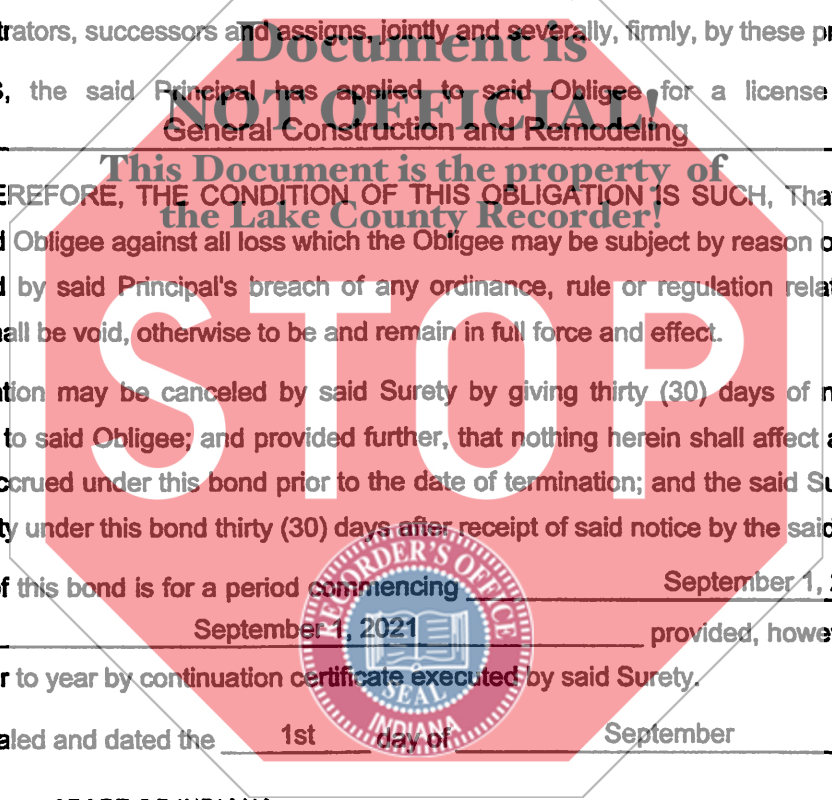 trators, successors and assigns, jointly and severally, firmly, by these pr
Document is
S, the said Principal has applied to said Obligee for a license
NOT OFFICIAL!
General Construction and Remodeling
This Document is the property of
EREFORE, THE CONDITION OF THIS OBLIGATION IS SUCH, Tha
the Lake County Recorder!
d Obligee against all loss which the Obligee may be subject by reason o
d by said Principal's breach of any ordinance, rule or regulation rela
all be void, otherwise to be and remain in full force and effect.
STOP
tion may be canceled by said Surety by giving thirty (30) days of n
to said Obligee; and provided further, that nothing herein shall affect a
ccrued under this bond prior to the date of termination; and the said Su
ty under this bond thirty (30) days after receipt of said notice by the said
RECORDER'S OFFICE
of this bond is for a period commencing September 1,
September 1, 2021 provided, howe
r to year by continuation certificate executed by said Surety.
SEAL
INDIANA
aled and dated the 1st day of September